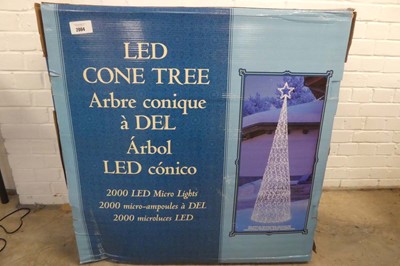 2004
LED
CONE TREE
Arbre conique
à DEL
Árbol
LED cónico
2000 LED Micro Lights
2000 micro-ampoules à DEL
2000 microluces LED